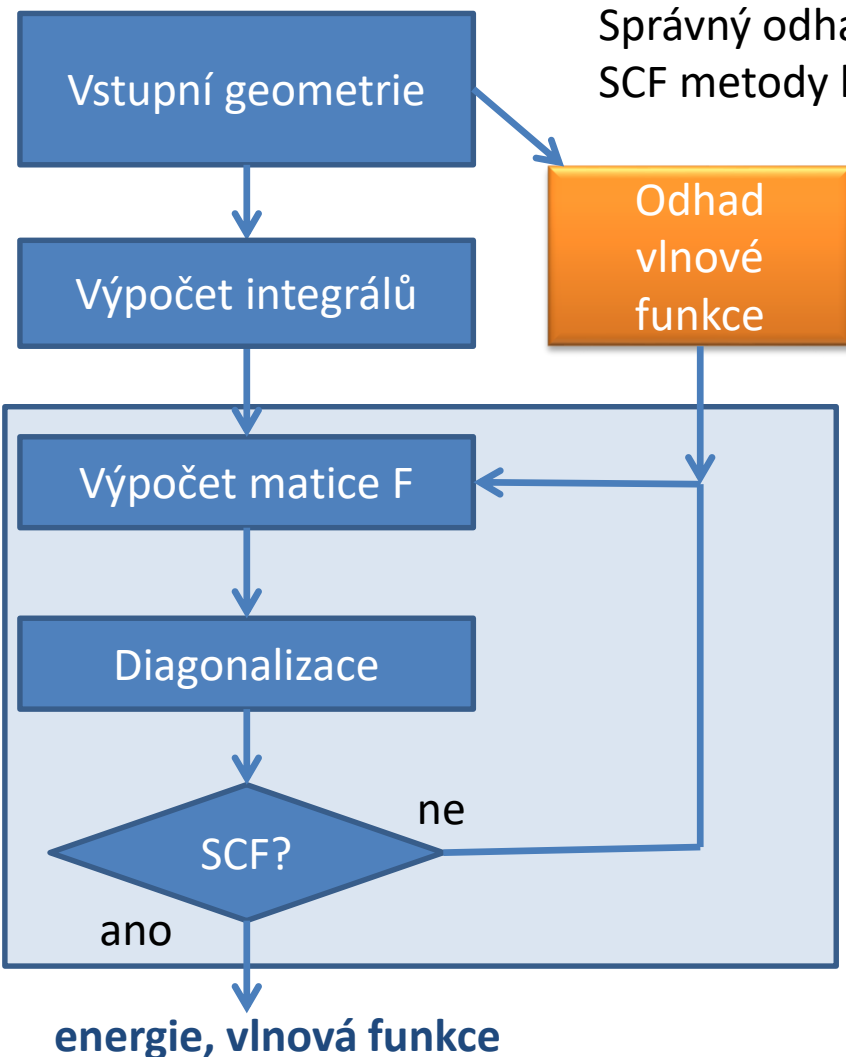 Správný
SCF metody
Vstupní geometrie
Odhad
vlnové
funkce
Výpočet integrálů
Výpočet matice F
Diagonalizace
SCF?
ne
ano
energie, vlnová funkce